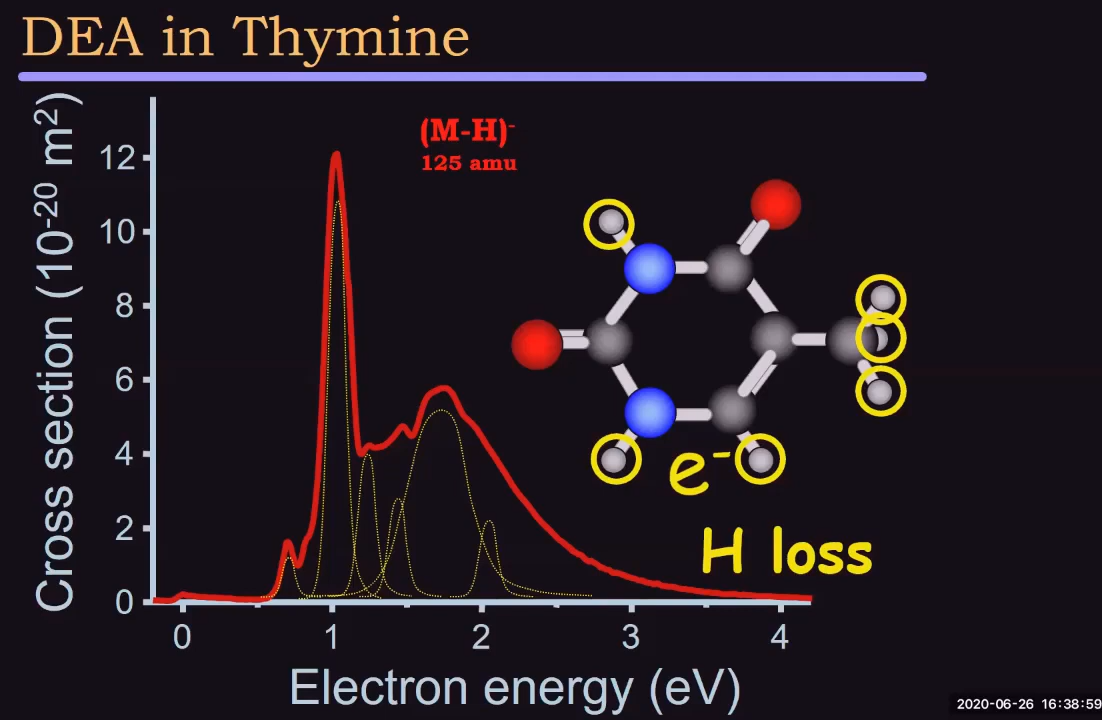 DEA in Thymine
(M-H)⁻
125 amu
Cross section (10⁻²⁰ m²)
12
10
8
6
4
2
0
e⁻
H loss
0 1 2 3 4
Electron energy (eV)
2020-06-26 16:38:59